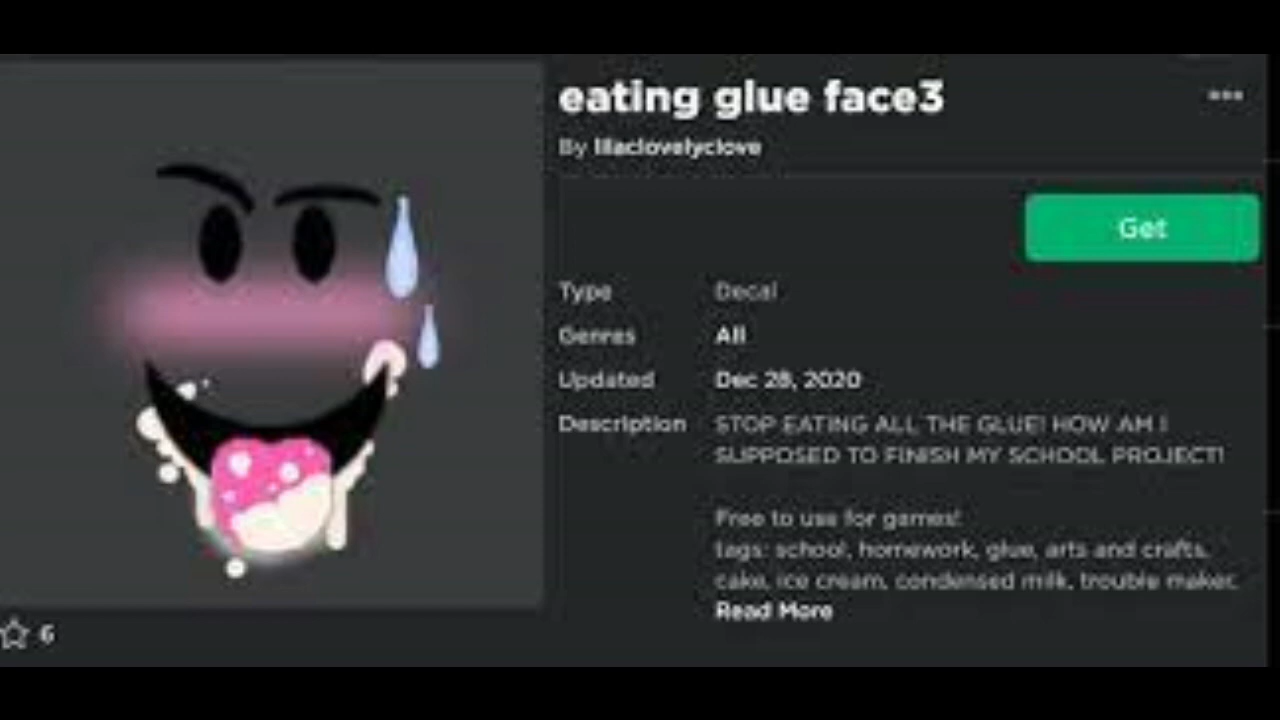 eating glue face3
By lilaclovelyclove
Get
Type Decal
Genres All
Updated Dec 28, 2020
Description STOP EATING ALL THE GLUE! HOW AM I
SUPPOSED TO FINISH MY SCHOOL PROJECT!
Free to use for games!
tags: school, homework, glue, arts and crafts,
cake, ice cream, condensed milk, trouble maker,
Read More
6